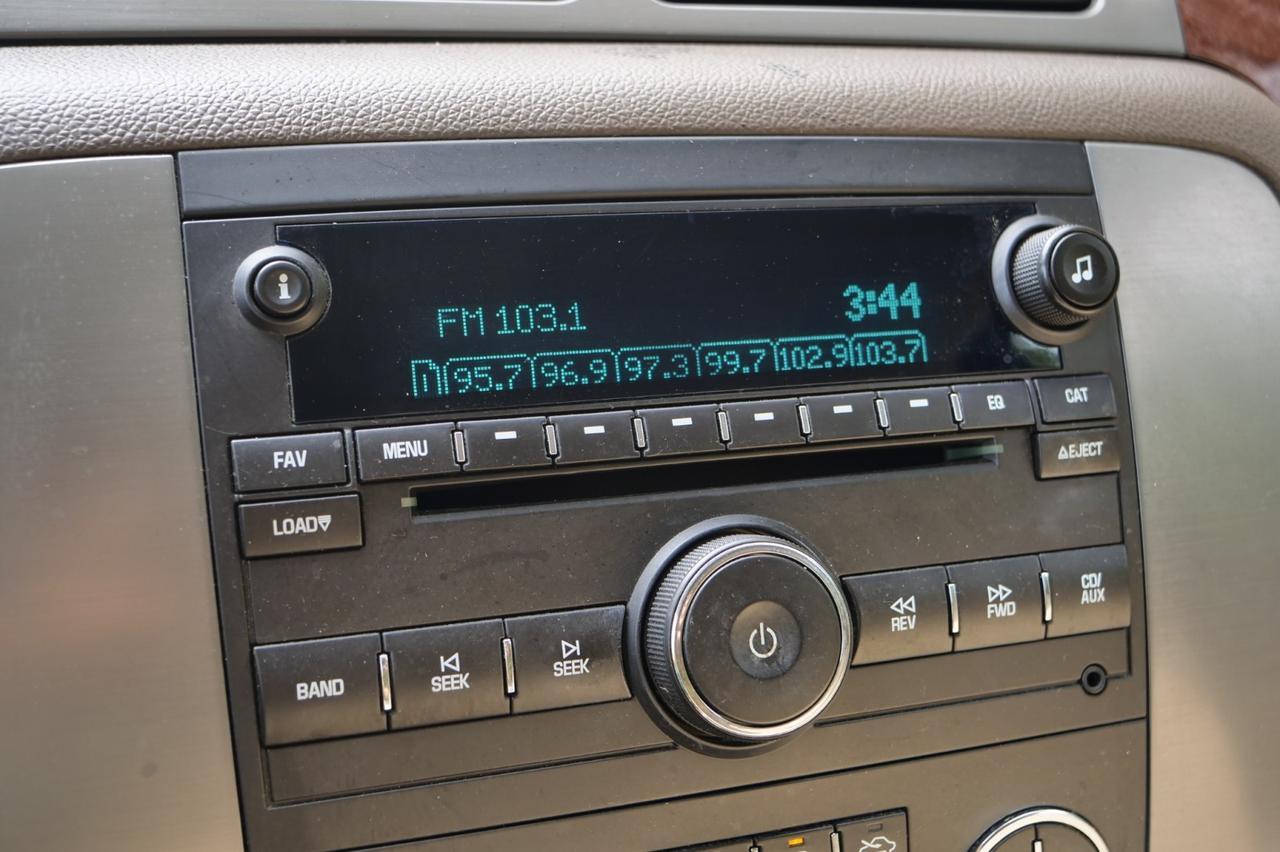 FM 103.1 3:44
95.7 96.9 97.3 99.7 102.9 103.7
FAV MENU EQ CAT
LOAD EJECT
BAND SEEK SEEK REV FWD CD/
AUX